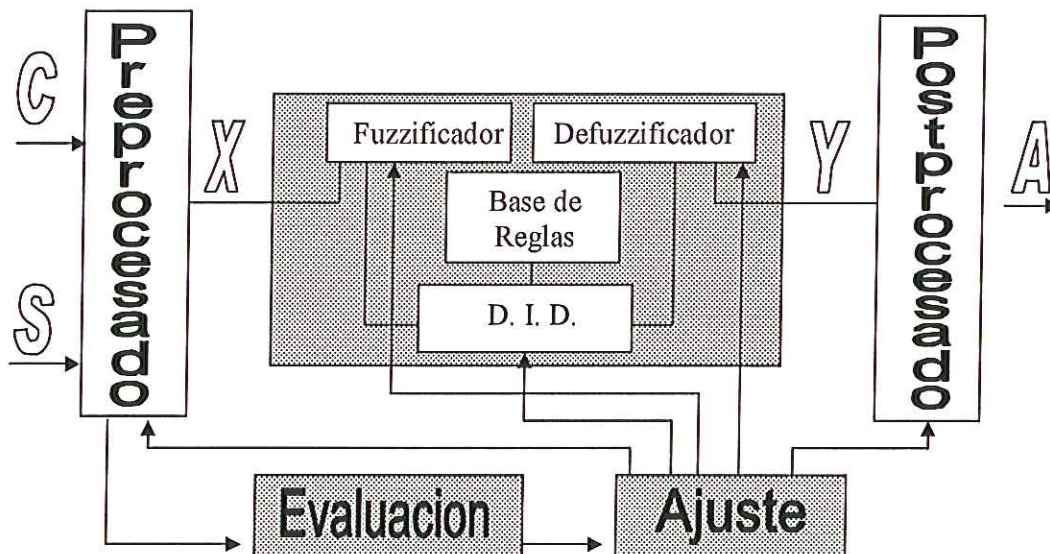 C
S
Preprocesado
X
Fuzzificador
Defuzzificador
Base de
Reglas
D. I. D.
Y
Postprocesado
A
Evaluacion
Ajuste